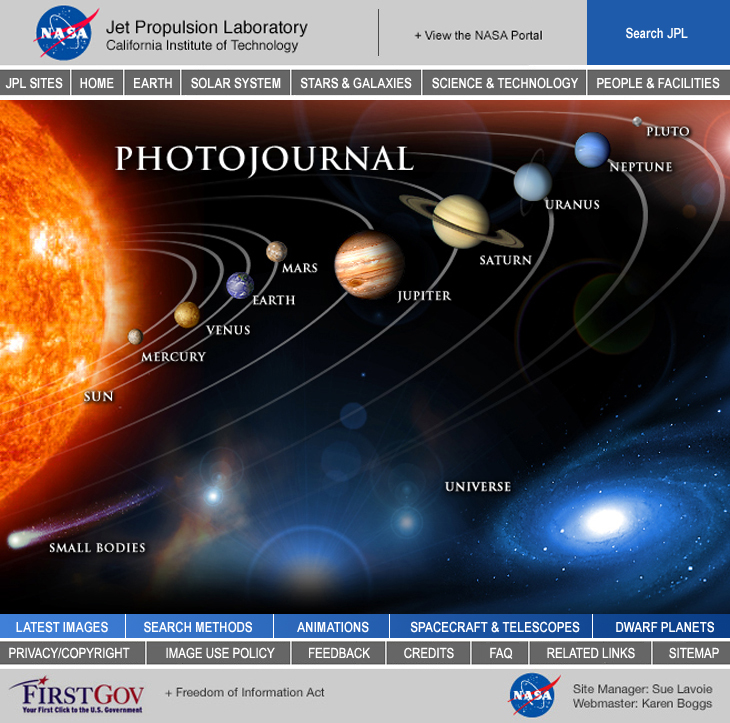 NASA
Jet Propulsion Laboratory
California Institute of Technology
+ View the NASA Portal
Search JPL
JPL SITES
HOME
EARTH
SOLAR SYSTEM
STARS & GALAXIES
SCIENCE & TECHNOLOGY
PEOPLE & FACILITIES
PHOTOJOURNAL
PLUTO
NEPTUNE
URANUS
SATURN
JUPITER
MARS
EARTH
VENUS
MERCURY
SUN
UNIVERSE
SMALL BODIES
LATEST IMAGES
SEARCH METHODS
ANIMATIONS
SPACECRAFT & TELESCOPES
DWARF PLANETS
PRIVACY/COPYRIGHT
IMAGE USE POLICY
FEEDBACK
CREDITS
FAQ
RELATED LINKS
SITEMAP
FIRSTGOV
Your First Click to the U.S. Government
+ Freedom of Information Act
NASA
Site Manager: Sue Lavoie
Webmaster: Karen Boggs